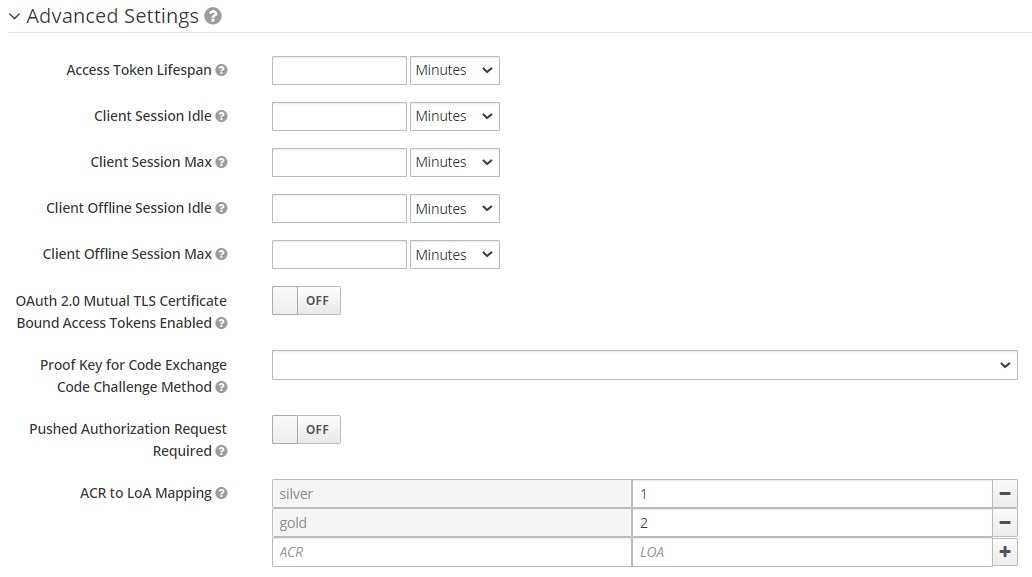 Advanced Settings
Access Token Lifespan
Minutes
Client Session Idle
Minutes
Client Session Max
Minutes
Client Offline Session Idle
Minutes
Client Offline Session Max
Minutes
OAuth 2.0 Mutual TLS Certificate
Bound Access Tokens Enabled
OFF
Proof Key for Code Exchange
Code Challenge Method
Pushed Authorization Request
Required
OFF
ACR to LoA Mapping
silver 1
gold 2
ACR LOA